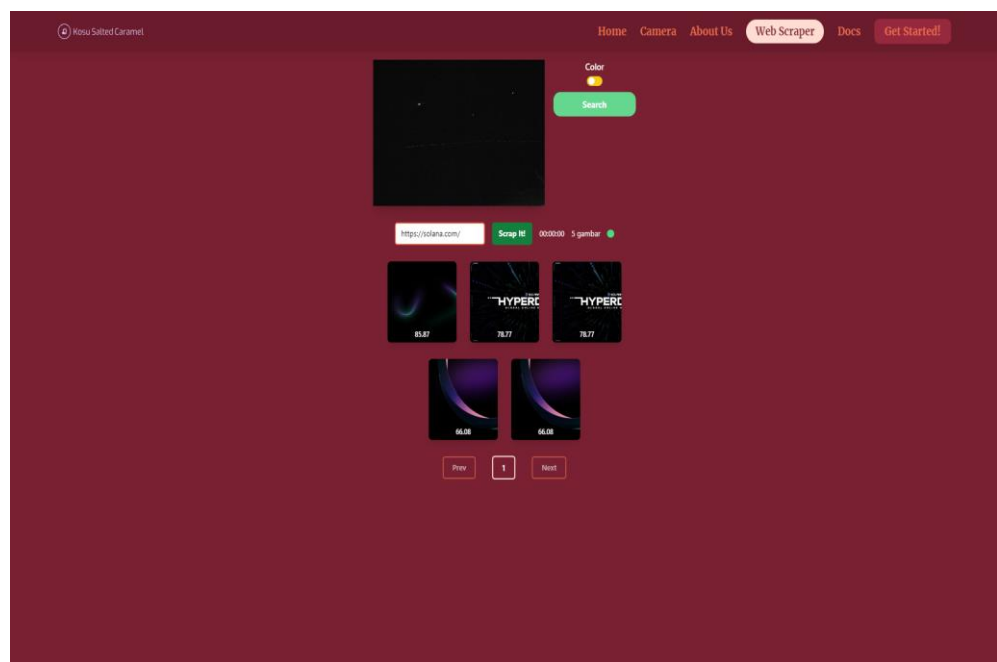 Kosu Salted Caramel
Home Camera About Us Web Scraper Docs Get Started!
Color
Search
https://solana.com/ Scrap It! 00:00:00 5 gambar
HYPERD HYPERD
85.87 78.77 78.77
66.08 66.08
Prev 1 Next